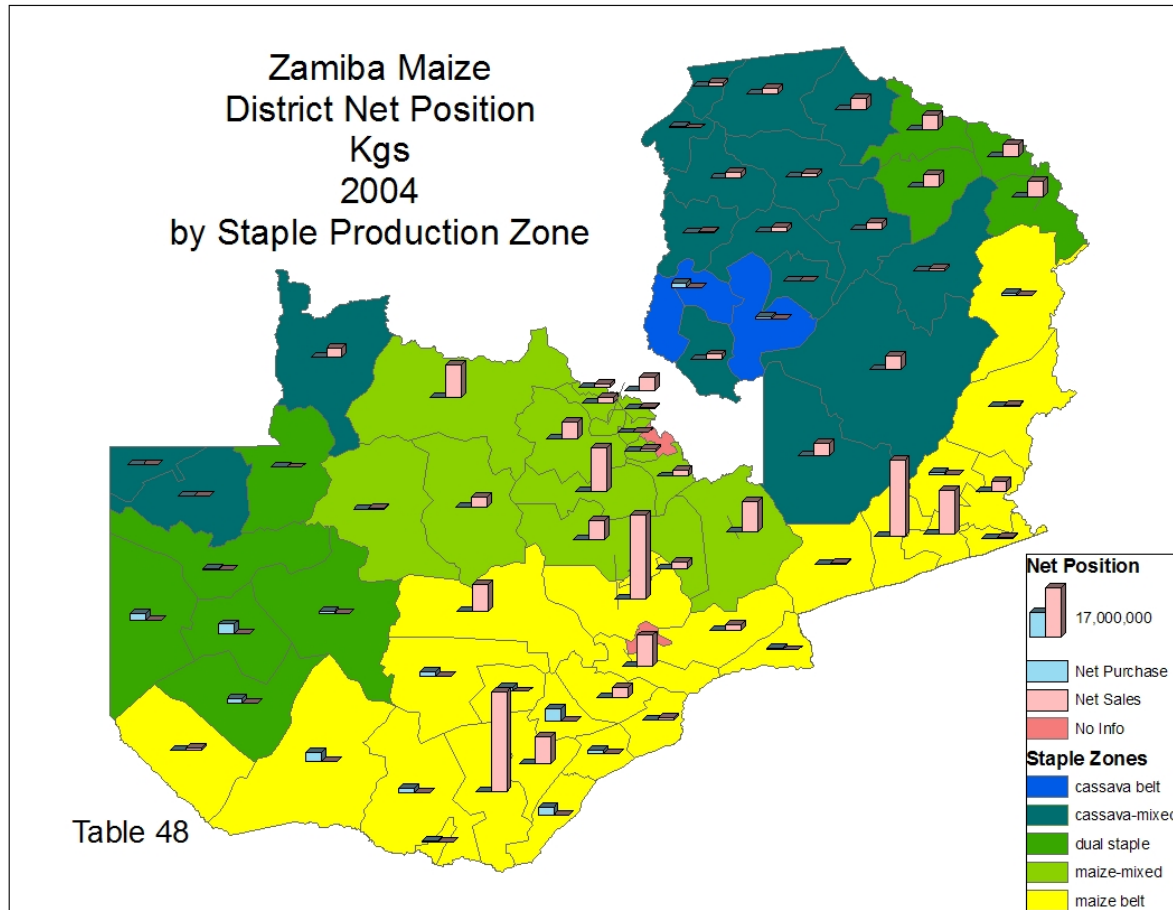 Zamiba Maize
District Net Position
Kgs
2004
by Staple Production Zone
Table 48
Net Position
17,000,000
Net Purchase
Net Sales
No Info
Staple Zones
cassava belt
cassava-mixed
dual staple
maize-mixed
maize belt